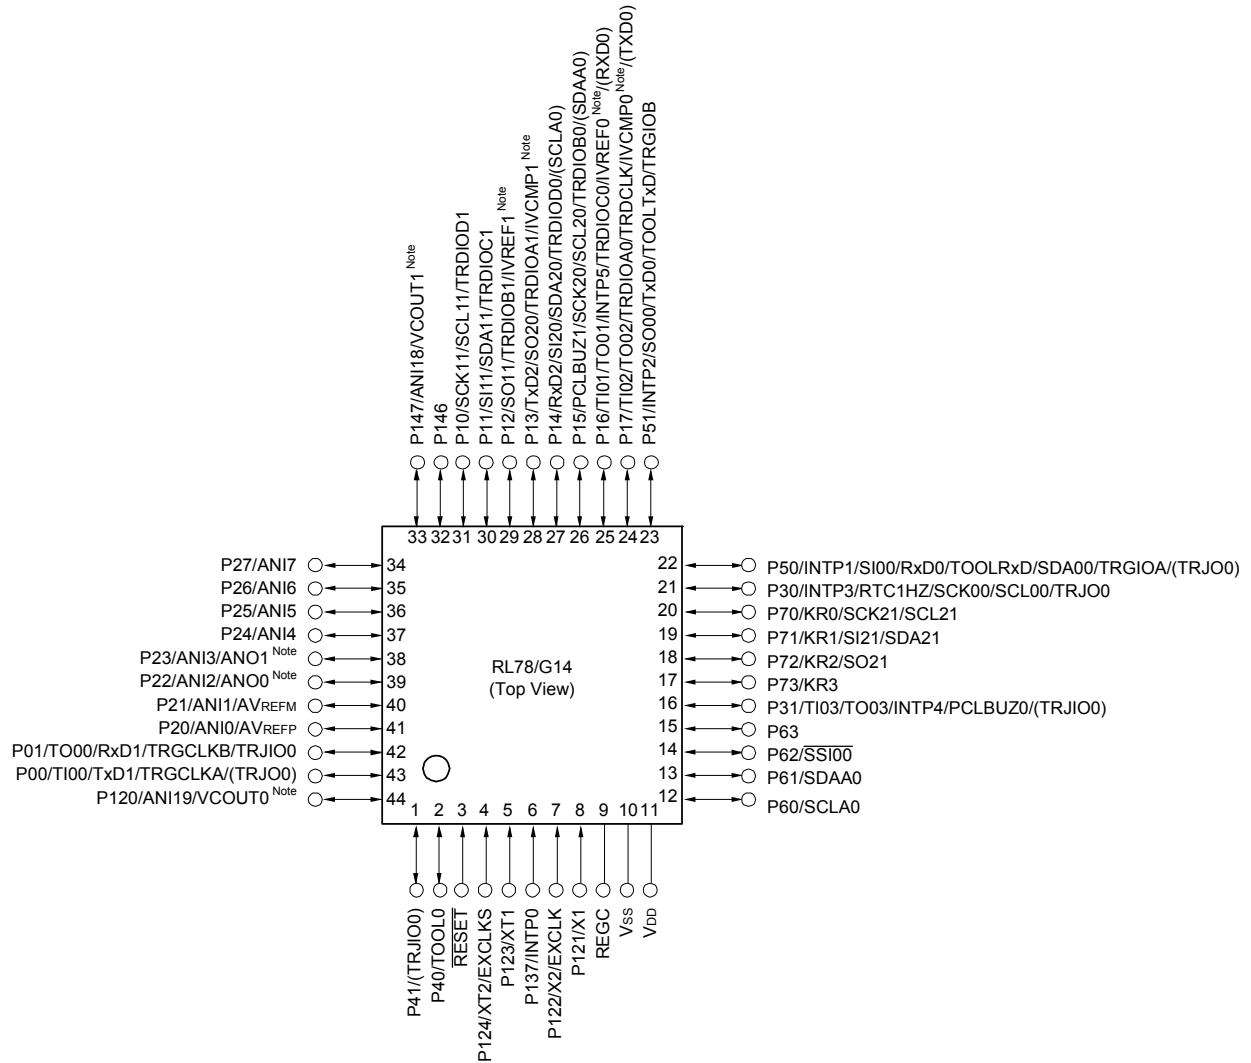 P147/ANI18/VCOUT1 Note
P146
P10/SCK11/SCL11/TRDIOD1
P11/SI11/SDA11/TRDIOC1
P12/SO11/TRDIOB1/IVREF1 Note
P13/TxD2/SO20/TRDIOA1/IVCMP1 Note
P14/RxD2/SI20/SDA20/TRDIOD0/(SCLA0)
P15/PCLBUZ1/SCK20/SCL20/TRDIOB0/(SDAA0)
P16/TI01/TO01/INTP5/TRDIOC0/IVREF0 Note/(RXD0)
P17/TI02/TO02/TRDIOA0/TRDCLK/IVCMP0 Note/(TXD0)
P51/INTP2/SO00/TxD0/TOOLTxD/TRGIOB
33 32 31 30 29 28 27 26 25 24 23
P27/ANI7 34
P26/ANI6 35
P25/ANI5 36
P24/ANI4 37
P23/ANI3/ANO1 Note 38
P22/ANI2/ANO0 Note 39
P21/ANI1/AVREFM 40
P20/ANI0/AVREFP 41
P01/TO00/RxD1/TRGCLKB/TRJIO0 42
P00/TI00/TxD1/TRGCLKA/(TRJO0) 43
P120/ANI19/VCOUT0 Note 44
RL78/G14
(Top View)
22 P50/INTP1/SI00/RxD0/TOOLRxD/SDA00/TRGIOA/(TRJO0)
21 P30/INTP3/RTC1HZ/SCK00/SCL00/TRJO0
20 P70/KR0/SCK21/SCL21
19 P71/KR1/SI21/SDA21
18 P72/KR2/SO21
17 P73/KR3
16 P31/TI03/TO03/INTP4/PCLBUZ0/(TRJIO0)
15 P63
14 P62/SSI00
13 P61/SDAA0
12 P60/SCLA0
1 2 3 4 5 6 7 8 9 10 11
P41/(TRJIO0)
P40/TOOL0
RESET
P124/XT2/EXCLKS
P123/XT1
P137/INTP0
P122/X2/EXCLK
P121/X1
REGC
VSS
VDD